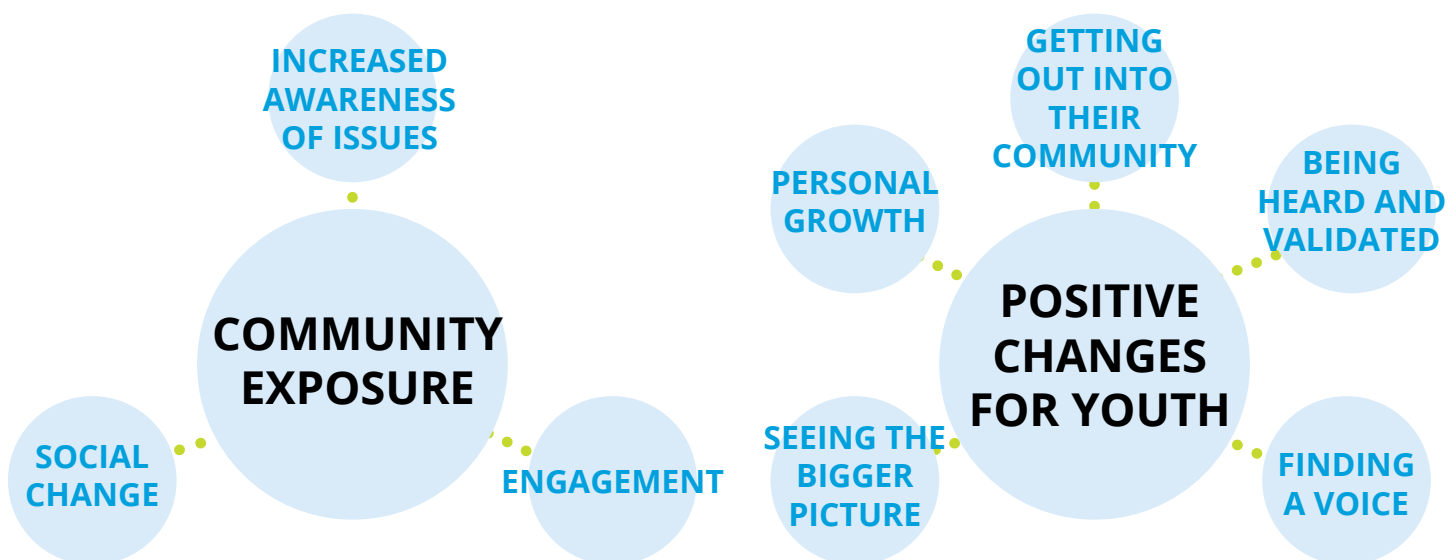 INCREASED
AWARENESS
OF ISSUES
COMMUNITY
EXPOSURE
SOCIAL
CHANGE
ENGAGEMENT
GETTING
OUT INTO
THEIR
COMMUNITY
PERSONAL
GROWTH
BEING
HEARD AND
VALIDATED
POSITIVE
CHANGES
FOR YOUTH
SEEING THE
BIGGER
PICTURE
FINDING
A VOICE